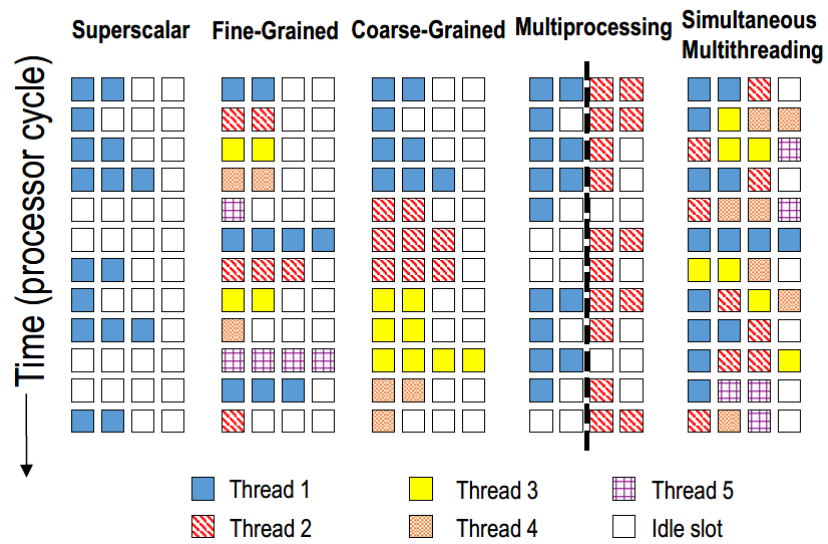 Superscalar
Fine-Grained
Coarse-Grained
Multiprocessing
Simultaneous
Multithreading
Time (processor cycle)
Thread 1
Thread 3
Thread 5
Thread 2
Thread 4
Idle slot